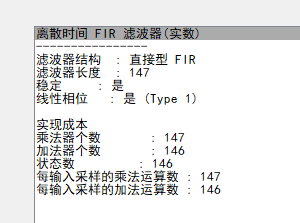 离散时间 FIR 滤波器(实数)
----------------
滤波器结构  : 直接型 FIR
滤波器长度  : 147
稳定     : 是
线性相位   : 是 (Type 1)

实现成本
乘法器个数       : 147
加法器个数       : 146
状态数         : 146
每输入采样的乘法运算数 : 147
每输入采样的加法运算数 : 146